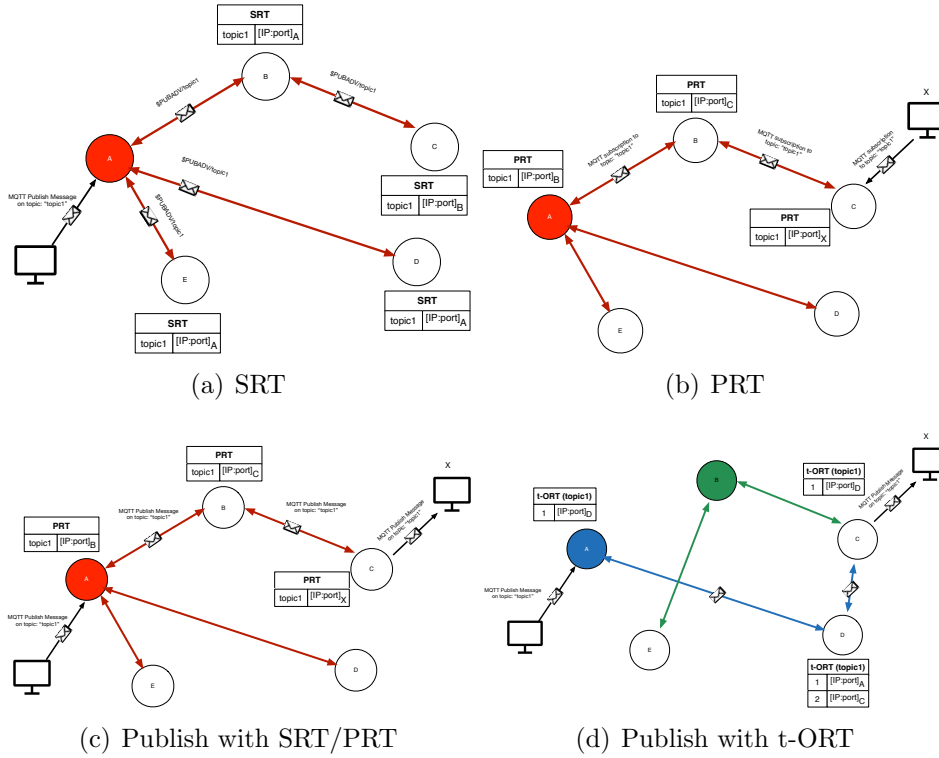 SRT
topic1 [IP:port]A
B
$PUBADV/topic1
$PUBADV/topic1
A
C
$PUBADV/topic1
SRT
topic1 [IP:port]B
MQTT Publish Message
on topic: "topic1"
$PUBADV/topic1
D
E
SRT
topic1 [IP:port]A
SRT
topic1 [IP:port]A
(a) SRT
X
PRT
topic1 [IP:port]C
B
MQTT subscription to
topic: "topic1"
MQTT subscription to
topic: "topic1"
MQTT subscription
to topic: "topic1"
PRT
topic1 [IP:port]B
A
C
PRT
topic1 [IP:port]X
D
E
(b) PRT
X
PRT
topic1 [IP:port]C
B
MQTT Publish Message
on topic: "topic1"
MQTT Publish Message
on topic: "topic1"
MQTT Publish Message
on topic: "topic1"
PRT
topic1 [IP:port]B
A
C
PRT
topic1 [IP:port]X
MQTT Publish Message
on topic: "topic1"
D
E
(c) Publish with SRT/PRT
X
t-ORT (topic1)
1 [IP:port]D
B
t-ORT (topic1)
1 [IP:port]D
MQTT Publish Message
on topic: "topic1"
A
C
MQTT Publish Message
on topic: "topic1"
D
E
t-ORT (topic1)
1 [IP:port]A
2 [IP:port]C
(d) Publish with t-ORT